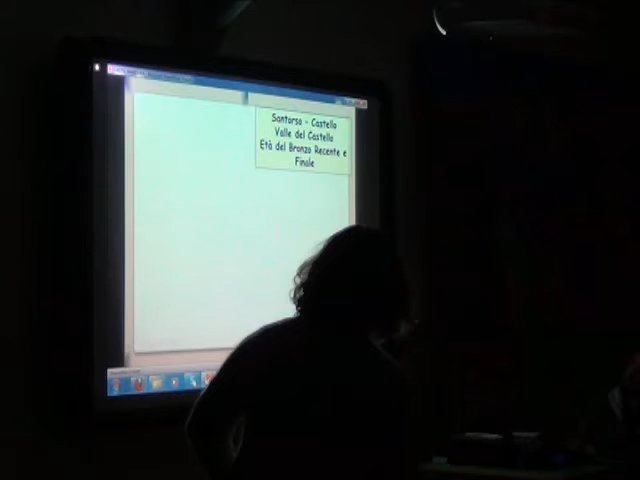 Santorso - Castello
Valle del Castello
Età del Bronzo Recente e
Finale